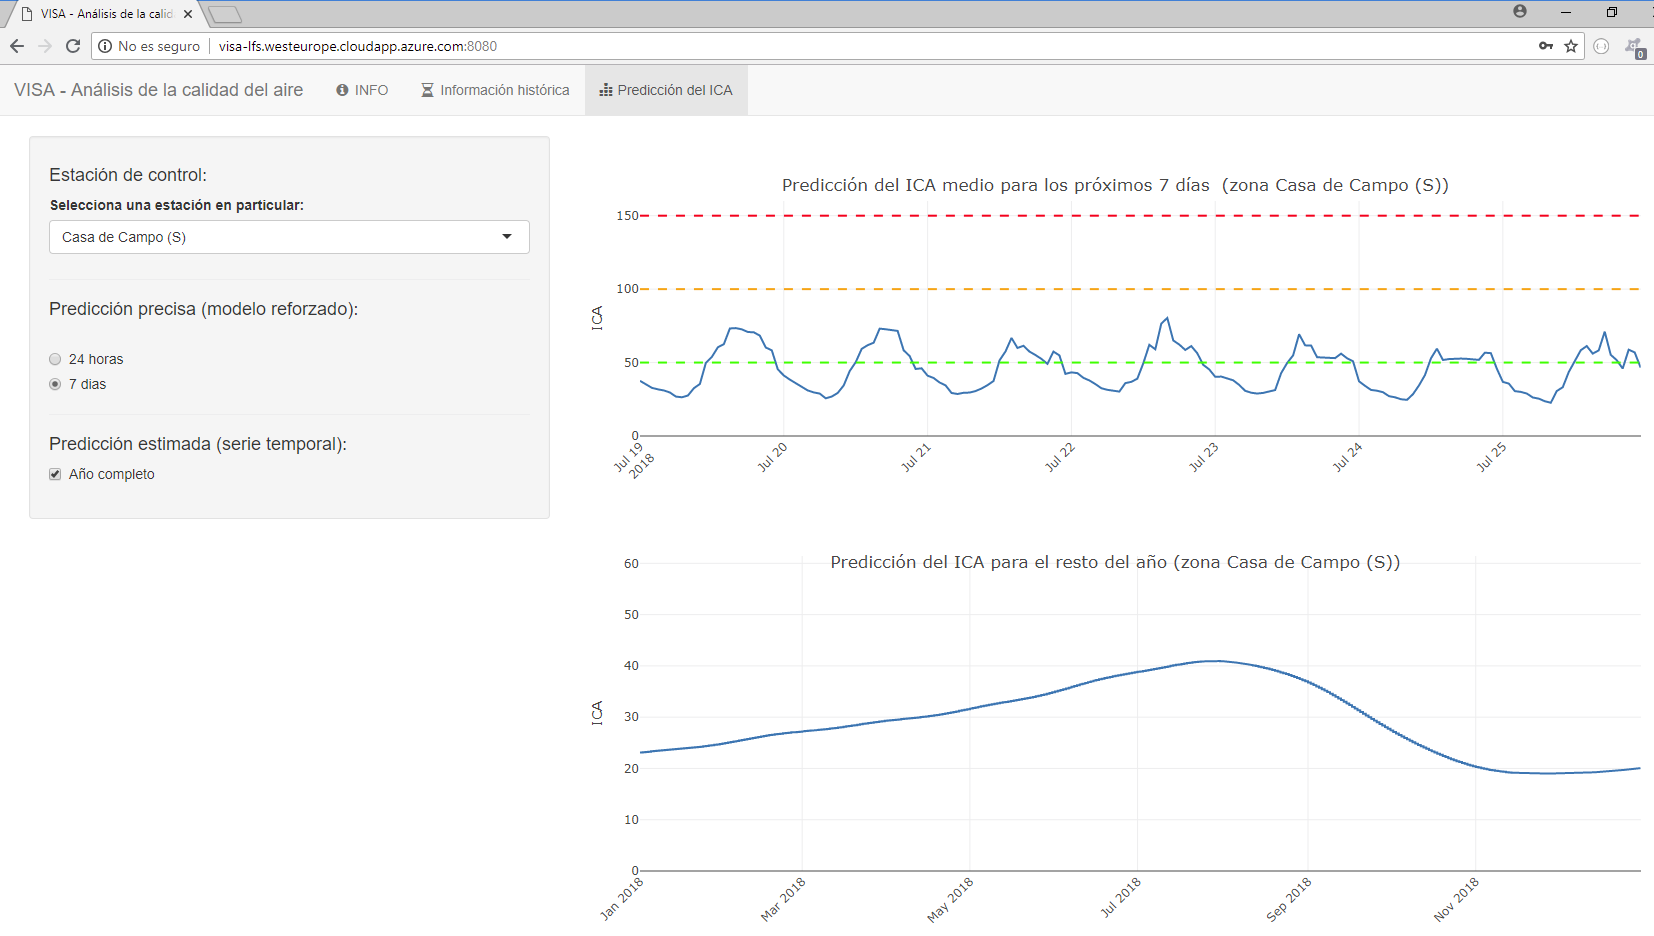 VISA - Análisis de la calid
No es seguro
visa-lfs.westeurope.cloudapp.azure.com:8080
0
VISA - Análisis de la calidad del aire
INFO
Información histórica
Predicción del ICA
Estación de control:
Selecciona una estación en particular:
Casa de Campo (S)
Predicción precisa (modelo reforzado):
24 horas
7 dias
Predicción estimada (serie temporal):
Año completo
Predicción del ICA medio para los próximos 7 días (zona Casa de Campo (S))
150
100
50
0
ICA
Jul 19
2018
Jul 20
Jul 21
Jul 22
Jul 23
Jul 24
Jul 25
Predicción del ICA para el resto del año (zona Casa de Campo (S))
60
50
40
30
20
10
0
ICA
Jan 2018
Mar 2018
May 2018
Jul 2018
Sep 2018
Nov 2018